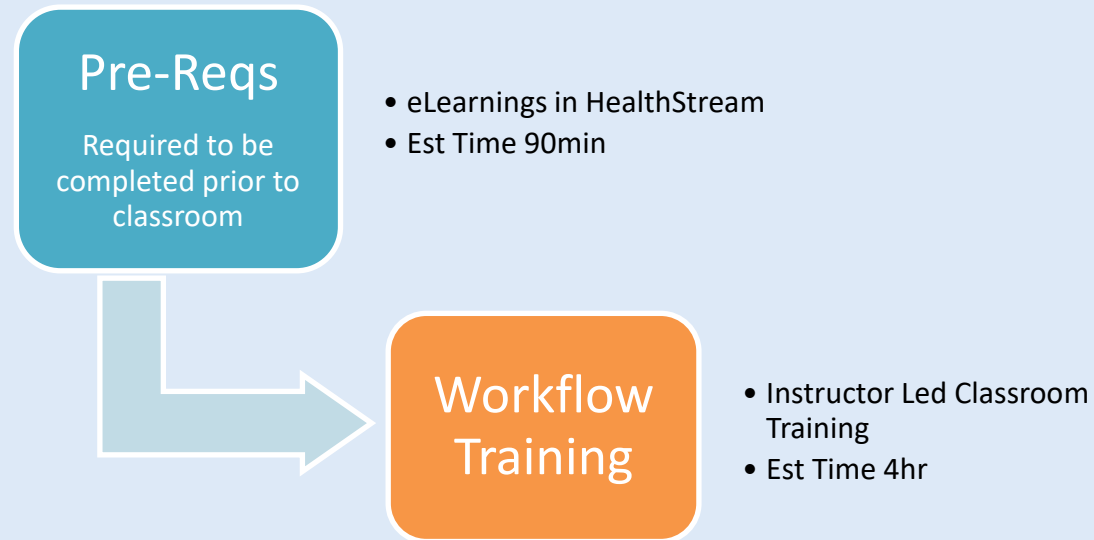 Pre-Reqs
Required to be
completed prior to
classroom
• eLearnings in HealthStream
• Est Time 90min
Workflow
Training
• Instructor Led Classroom
Training
• Est Time 4hr